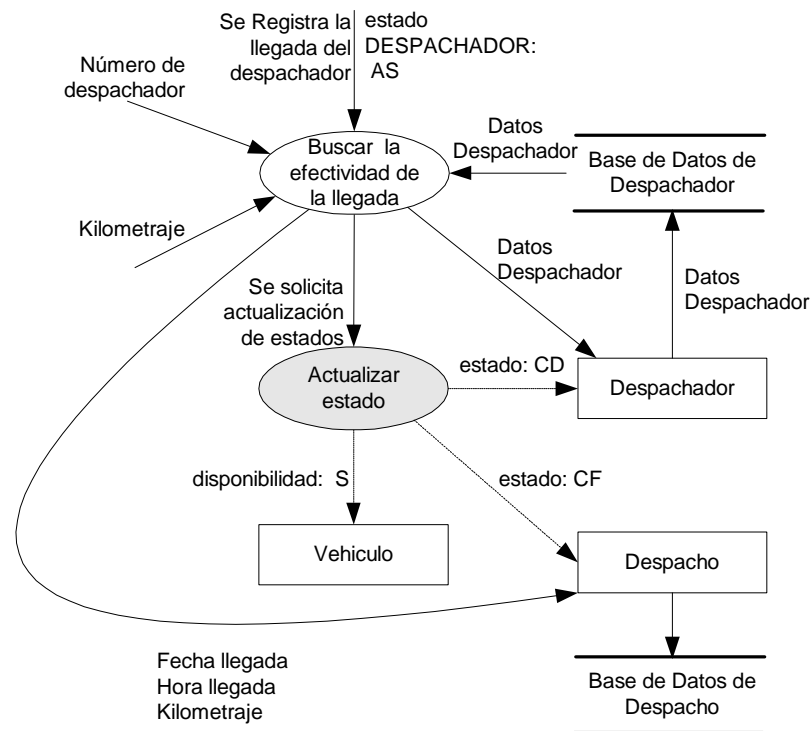 Se Registra la
llegada del
despachador
estado
DESPACHADOR:
AS
Número de
despachador
Buscar la
efectividad de
la llegada
Datos
Despachador
Base de Datos de
Despachador
Kilometraje
Datos
Despachador
Datos
Despachador
Se solicita
actualización
de estados
Actualizar
estado
estado: CD
Despachador
disponibilidad: S
estado: CF
Vehiculo
Despacho
Fecha llegada
Hora llegada
Kilometraje
Base de Datos de
Despacho